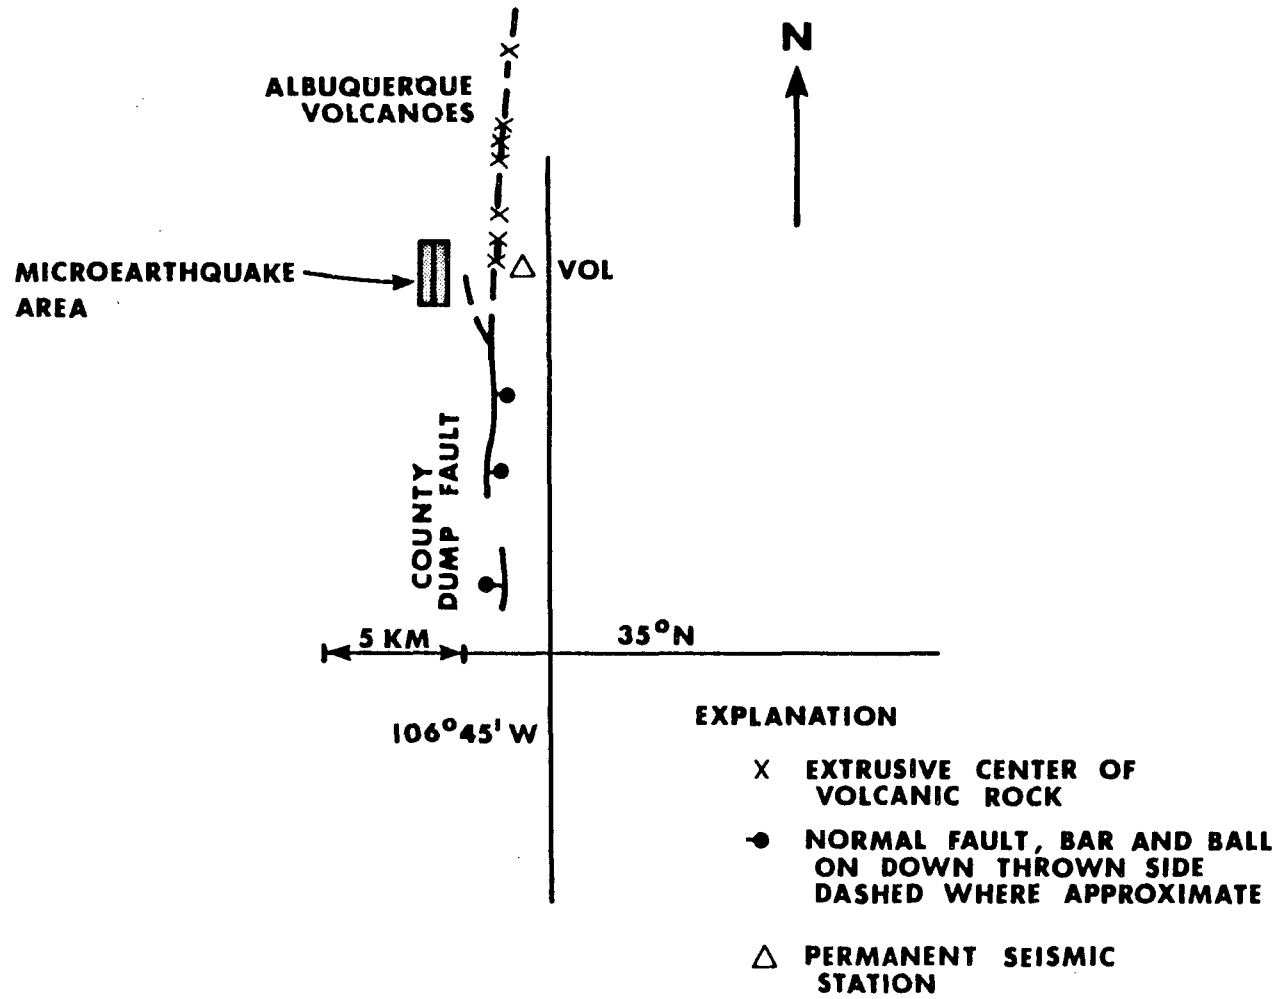 N
ALBUQUERQUE
VOLCANOES
MICROEARTHQUAKE
AREA
VOL
COUNTY
DUMP FAULT
5 KM
35°N
106°45' W
EXPLANATION
X EXTRUSIVE CENTER OF
VOLCANIC ROCK
NORMAL FAULT, BAR AND BALL
ON DOWN THROWN SIDE
DASHED WHERE APPROXIMATE
PERMANENT SEISMIC
STATION